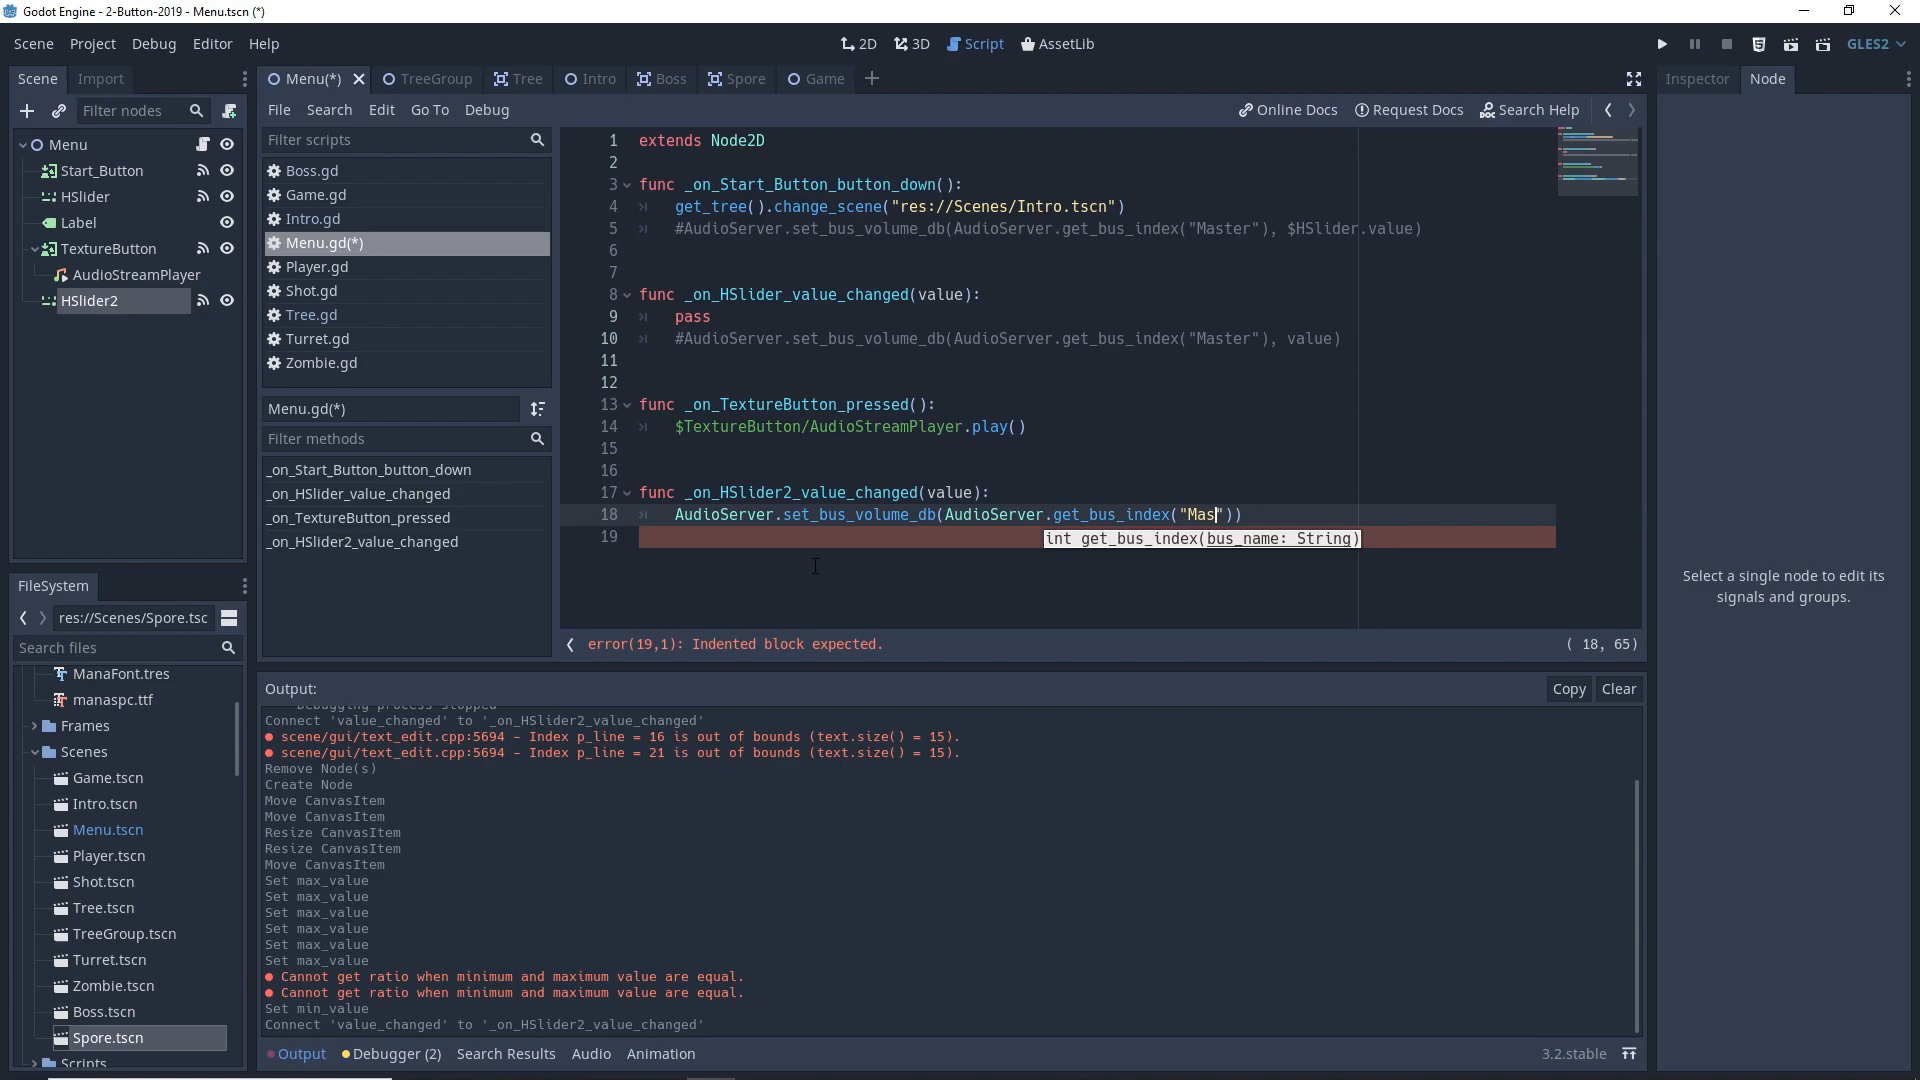 Godot Engine - 2-Button-2019 - Menu.tscn (*)
Scene Project Debug Editor Help
2D 3D Script AssetLib
GLES2
Scene Import
Filter nodes
Menu
Start_Button
HSlider
Label
TextureButton
AudioStreamPlayer
HSlider2
FileSystem
res://Scenes/Spore.tsc
Search files
ManaFont.tres
manaspc.ttf
Frames
Scenes
Game.tscn
Intro.tscn
Menu.tscn
Player.tscn
Shot.tscn
Tree.tscn
TreeGroup.tscn
Turret.tscn
Zombie.tscn
Boss.tscn
Spore.tscn
Scripts
Menu(*) TreeGroup Tree Intro Boss Spore Game
File Search Edit Go To Debug
Online Docs Request Docs Search Help
Filter scripts
Boss.gd
Game.gd
Intro.gd
Menu.gd(*)
Player.gd
Shot.gd
Tree.gd
Turret.gd
Zombie.gd
Menu.gd(*)
Filter methods
_on_Start_Button_button_down
_on_HSlider_value_changed
_on_TextureButton_pressed
_on_HSlider2_value_changed
1 extends Node2D
2
3 func _on_Start_Button_button_down():
4 get_tree().change_scene("res://Scenes/Intro.tscn")
5 #AudioServer.set_bus_volume_db(AudioServer.get_bus_index("Master"), $HSlider.value)
6
7
8 func _on_HSlider_value_changed(value):
9 pass
10 #AudioServer.set_bus_volume_db(AudioServer.get_bus_index("Master"), value)
11
12
13 func _on_TextureButton_pressed():
14 $TextureButton/AudioStreamPlayer.play()
15
16
17 func _on_HSlider2_value_changed(value):
18 AudioServer.set_bus_volume_db(AudioServer.get_bus_index("Mas"))
19
int get_bus_index(bus_name: String)
error(19,1): Indented block expected.
( 18, 65)
Output:
Copy Clear
Debugging process stopped
Connect 'value_changed' to '_on_HSlider2_value_changed'
scene/gui/text_edit.cpp:5694 - Index p_line = 16 is out of bounds (text.size() = 15).
scene/gui/text_edit.cpp:5694 - Index p_line = 21 is out of bounds (text.size() = 15).
Remove Node(s)
Create Node
Move CanvasItem
Move CanvasItem
Resize CanvasItem
Resize CanvasItem
Move CanvasItem
Set max_value
Set max_value
Set max_value
Set max_value
Set max_value
Set max_value
Cannot get ratio when minimum and maximum value are equal.
Cannot get ratio when minimum and maximum value are equal.
Set min_value
Connect 'value_changed' to '_on_HSlider2_value_changed'
Output Debugger (2) Search Results Audio Animation
3.2.stable
Inspector Node
Select a single node to edit its
signals and groups.